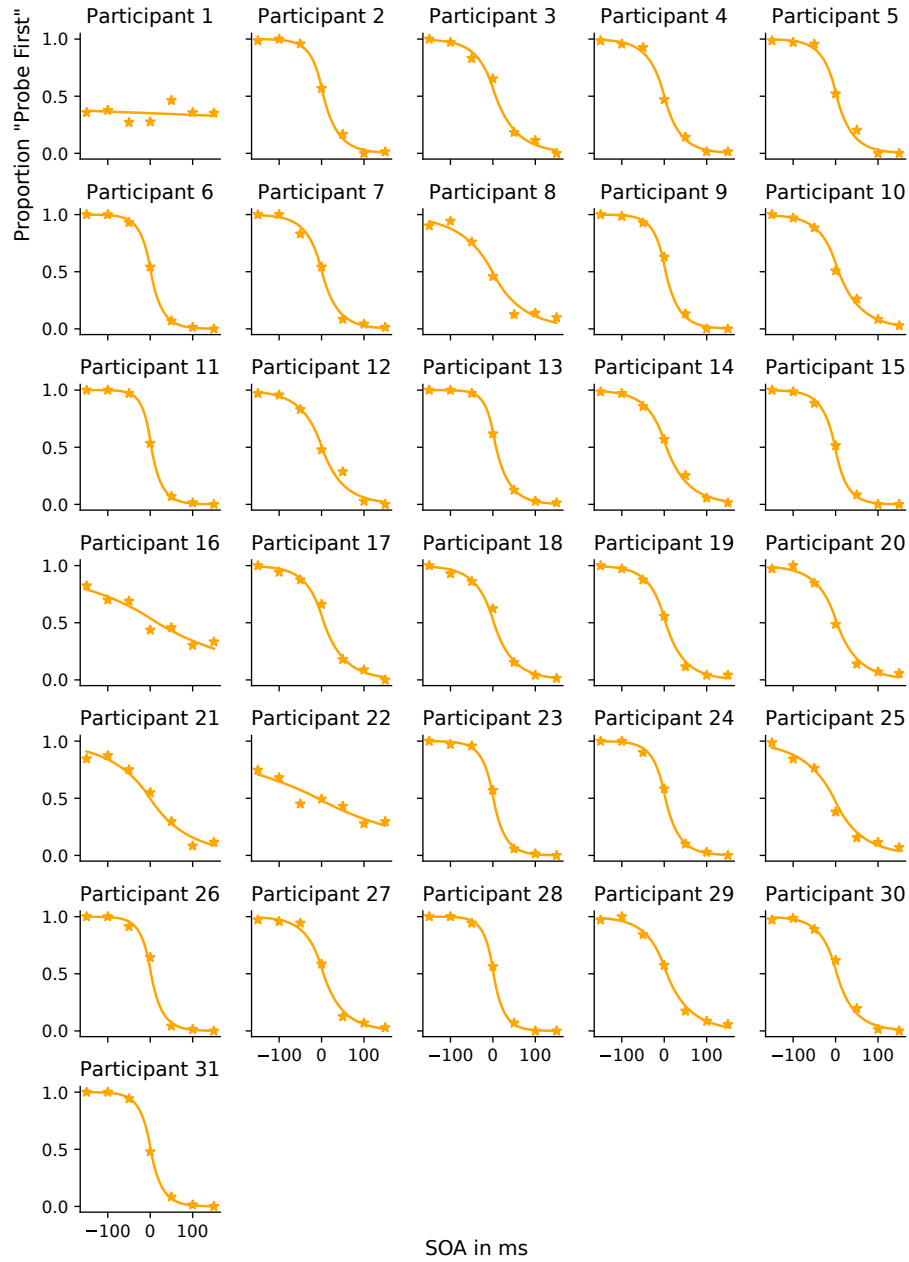 Participant 1 Participant 2 Participant 3 Participant 4 Participant 5
1.0
0.5
0.0
Participant 6 Participant 7 Participant 8 Participant 9 Participant 10
1.0
0.5
0.0
Participant 11 Participant 12 Participant 13 Participant 14 Participant 15
1.0
0.5
0.0
Participant 16 Participant 17 Participant 18 Participant 19 Participant 20
1.0
0.5
0.0
Participant 21 Participant 22 Participant 23 Participant 24 Participant 25
1.0
0.5
0.0
Participant 26 Participant 27 Participant 28 Participant 29 Participant 30
1.0
0.5
0.0
−100 0 100 −100 0 100 −100 0 100 −100 0 100
Participant 31
1.0
0.5
0.0
−100 0 100
Proportion "Probe First"
SOA in ms